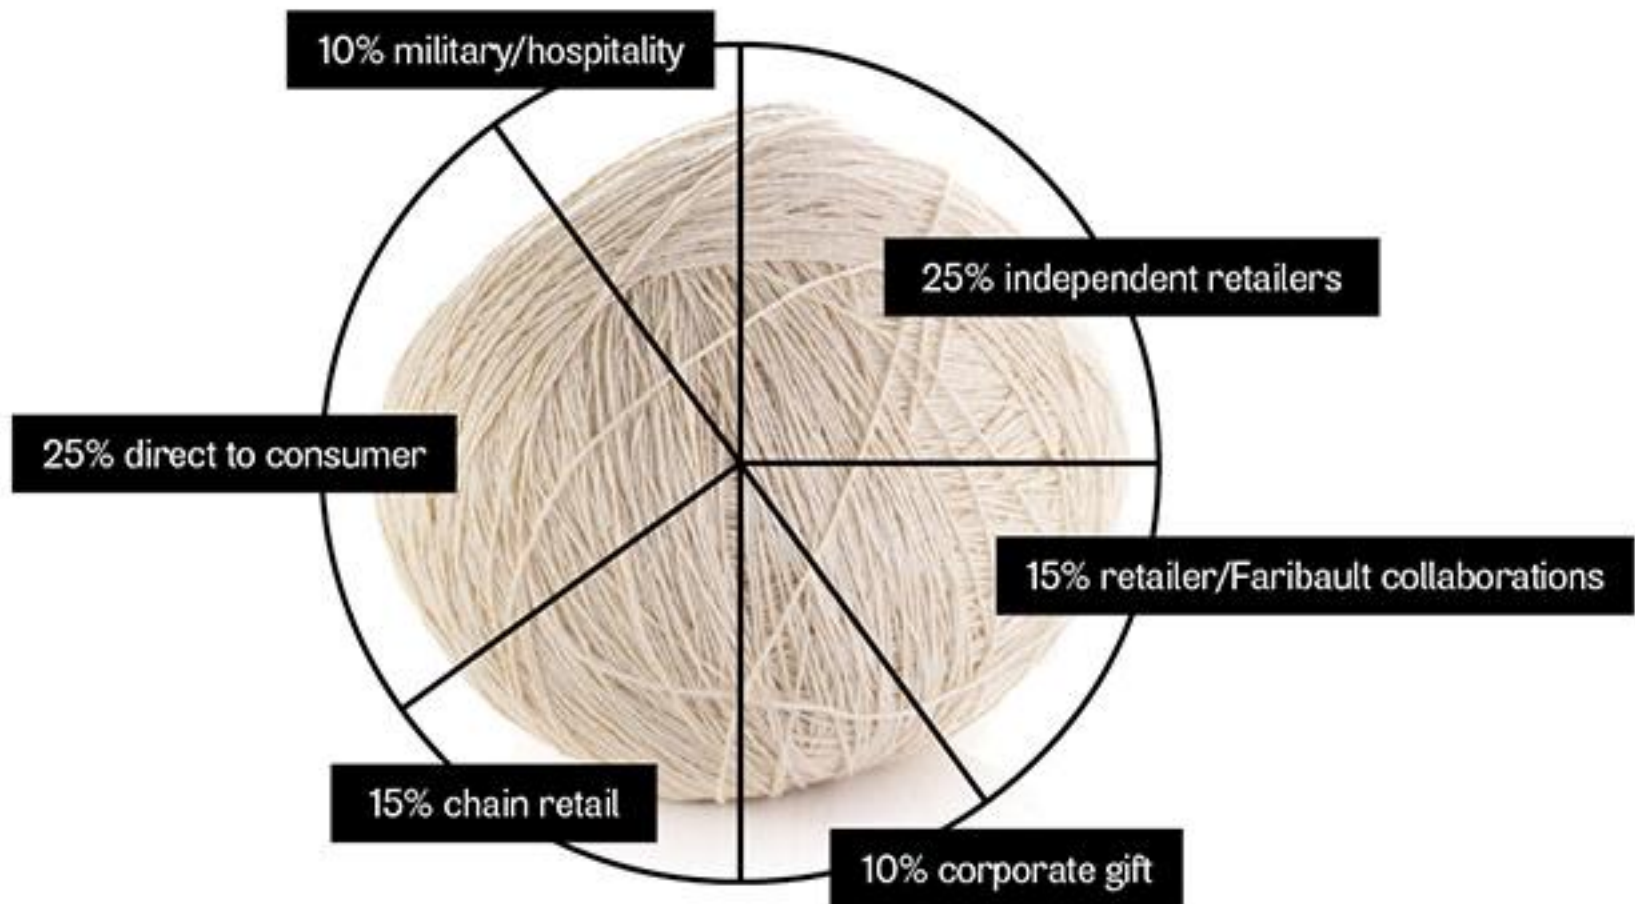 10% military/hospitality
25% independent retailers
25% direct to consumer
15% retailer/Faribault collaborations
15% chain retail
10% corporate gift